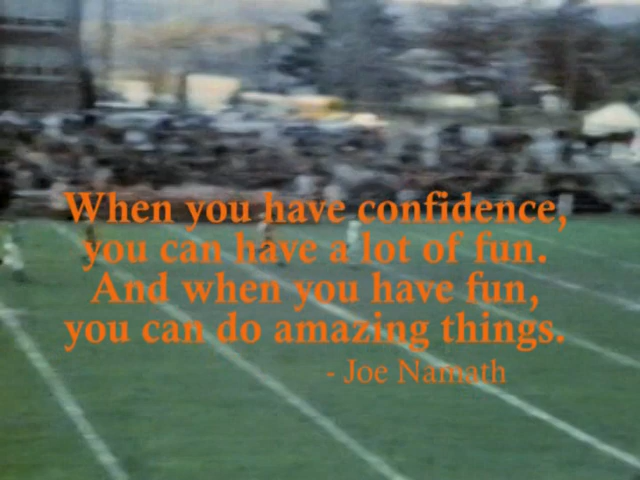 When you have confidence,
you can have a lot of fun.
And when you have fun,
you can do amazing things.
- Joe Namath